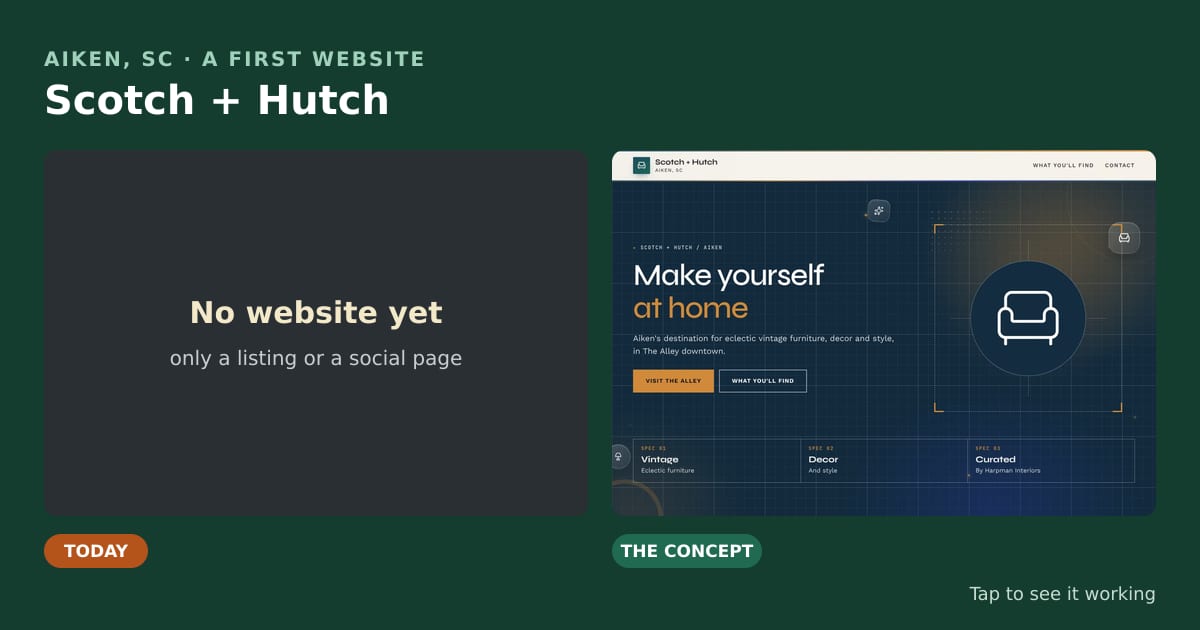 AIKEN, SC · A FIRST WEBSITE
Scotch + Hutch
No website yet
only a listing or a social page
TODAY
Scotch + Hutch
AIKEN, SC
WHAT YOU'LL FIND
CONTACT
SCOTCH + HUTCH / AIKEN
Make yourself
at home
Aiken's destination for eclectic vintage furniture, decor and style,
in The Alley downtown.
VISIT THE ALLEY
WHAT YOU'LL FIND
SPEC 01
Vintage
Eclectic furniture
SPEC 02
Decor
And style
SPEC 03
Curated
By Harpman Interiors
THE CONCEPT
Tap to see it working